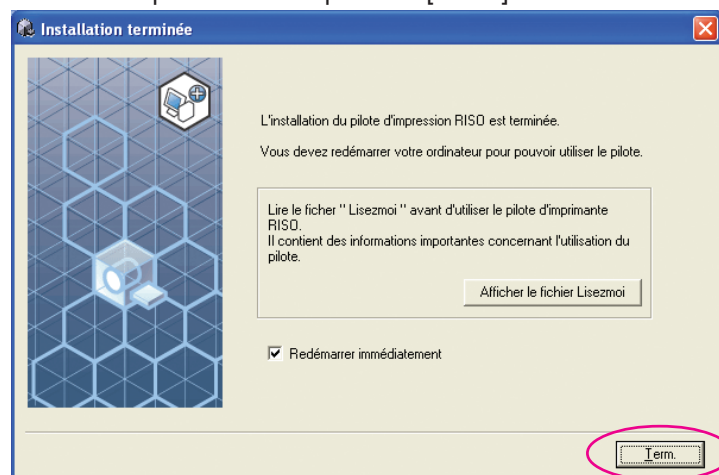 Installation terminée
L'installation du pilote d'impression RISO est terminée.
Vous devez redémarrer votre ordinateur pour pouvoir utiliser le pilote.
Lire le ficher " Lisezmoi " avant d'utiliser le pilote d'imprimante
RISO.
Il contient des informations importantes concernant l'utilisation du
pilote.
Afficher le fichier Lisezmoi
Redémarrer immédiatement
Term.